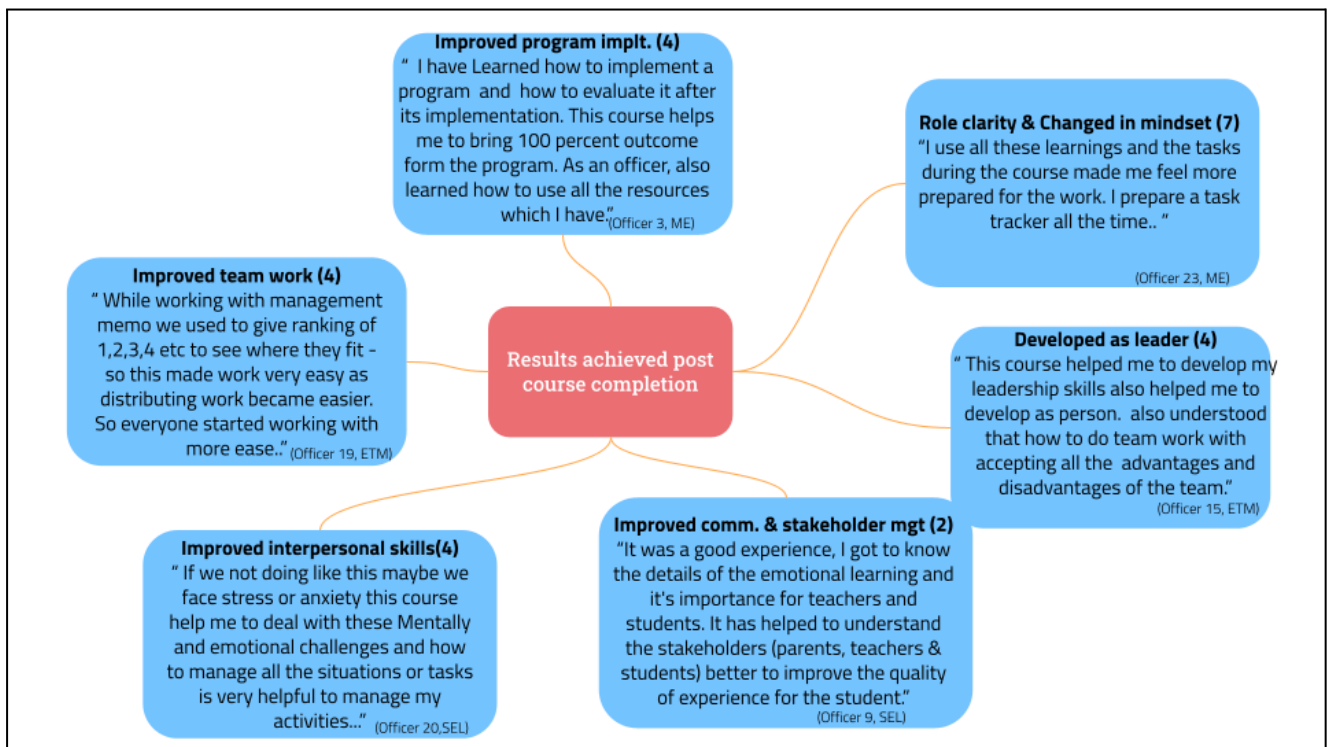 Improved program implt. (4)
“ I have Learned how to implement a
program and how to evaluate it after
its implementation. This course helps
me to bring 100 percent outcome
form the program. As an officer, also
learned how to use all the resources
which I have.”
(Officer 3, ME)
Role clarity & Changed in mindset (7)
“I use all these learnings and the tasks
during the course made me feel more
prepared for the work. I prepare a task
tracker all the time.. “
(Officer 23, ME)
Improved team work (4)
“ While working with management
memo we used to give ranking of
1,2,3,4 etc to see where they fit -
so this made work very easy as
distributing work became easier.
So everyone started working with
more ease..” (Officer 19, ETM)
Results achieved post
course completion
Developed as leader (4)
“ This course helped me to develop my
leadership skills also helped me to
develop as person. also understood
that how to do team work with
accepting all the advantages and
disadvantages of the team.”
(Officer 15, ETM)
Improved interpersonal skills(4)
“ If we not doing like this maybe we
face stress or anxiety this course
help me to deal with these Mentally
and emotional challenges and how
to manage all the situations or tasks
is very helpful to manage my
activities...” (Officer 20,SEL)
Improved comm. & stakeholder mgt (2)
“It was a good experience, I got to know
the details of the emotional learning and
it's importance for teachers and
students. It has helped to understand
the stakeholders (parents, teachers &
students) better to improve the quality
of experience for the student.”
(Officer 9, SEL)